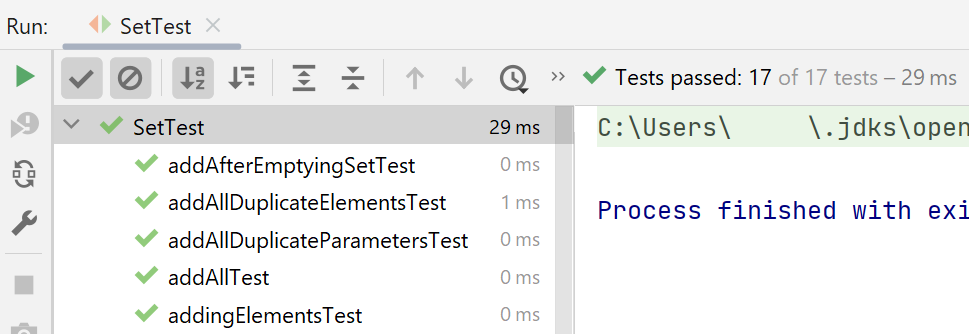 Run: SetTest
Tests passed: 17 of 17 tests – 29 ms
SetTest 29 ms
addAfterEmptyingSetTest 0 ms
addAllDuplicateElementsTest 1 ms
addAllDuplicateParametersTest 0 ms
addAllTest 0 ms
addingElementsTest 0 ms
C:\Users\ \.jdks\open
Process finished with exi